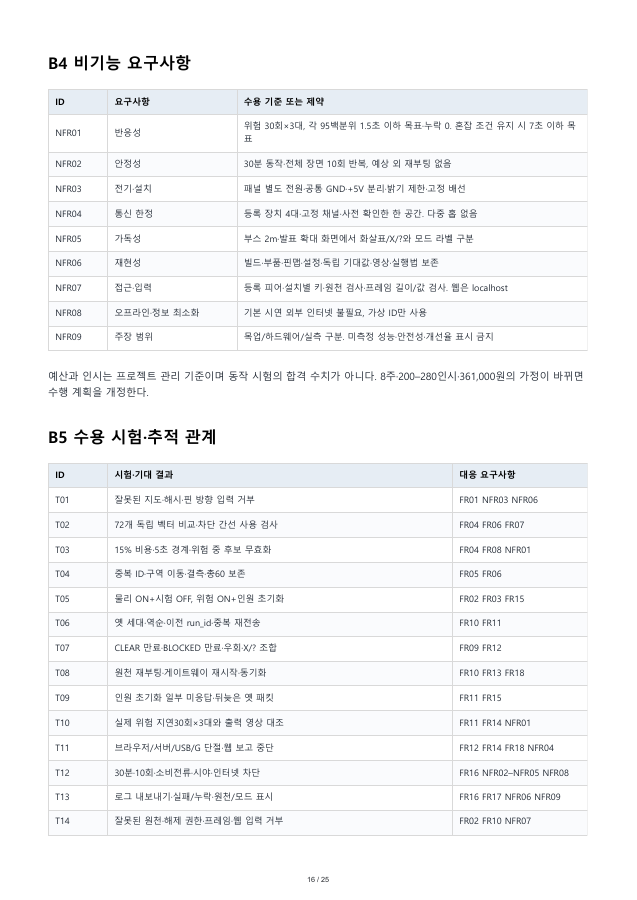 B4 비기능 요구사항
ID 요구사항 수용 기준 또는 제약
NFR01 반응성 위험 30회×3대, 각 95백분위 1.5초 이하 목표·누락 0. 혼잡 조건 유지 시 7초 이하 목
표
NFR02 안정성 30분 동작·전체 장면 10회 반복, 예상 외 재부팅 없음
NFR03 전기·설치 패널 별도 전원·공통 GND·+5V 분리·밝기 제한·고정 배선
NFR04 통신 한정 등록 장치 4대·고정 채널·사전 확인한 한 공간. 다중 홉 없음
NFR05 가독성 부스 2m·발표 확대 화면에서 화살표/X/?와 모드 라벨 구분
NFR06 재현성 빌드·부품·핀맵·설정·독립 기대값·영상·실행법 보존
NFR07 접근·입력 등록 피어·설치별 키·원천 검사·프레임 길이/값 검사. 웹은 localhost
NFR08 오프라인·정보 최소화 기본 시연 외부 인터넷 불필요, 가상 ID만 사용
NFR09 주장 범위 목업/하드웨어/실측 구분. 미측정 성능·안전성·개선율 표시 금지
예산과 인시는 프로젝트 관리 기준이며 동작 시험의 합격 수치가 아니다. 8주·200–280인시·361,000원의 가정이 바뀌면
수행 계획을 개정한다.
B5 수용 시험·추적 관계
ID 시험·기대 결과 대응 요구사항
T01 잘못된 지도·해시·핀 방향 입력 거부 FR01 NFR03 NFR06
T02 72개 독립 벡터 비교·차단 간선 사용 검사 FR04 FR06 FR07
T03 15% 비용·5초 경계·위험 중 후보 무효화 FR04 FR08 NFR01
T04 중복 ID·구역 이동·결측·총60 보존 FR05 FR06
T05 물리 ON+시험 OFF, 위험 ON+인원 초기화 FR02 FR03 FR15
T06 옛 세대·역순·이전 run_id·중복 재전송 FR10 FR11
T07 CLEAR 만료·BLOCKED 만료·우회·X/? 조합 FR09 FR12
T08 원천 재부팅·게이트웨이 재시작·동기화 FR10 FR13 FR18
T09 인원 초기화 일부 미응답·뒤늦은 옛 패킷 FR11 FR15
T10 실제 위험 지연30회×3대와 출력 영상 대조 FR11 FR14 NFR01
T11 브라우저/서버/USB/G 단절·웹 보고 중단 FR12 FR14 FR18 NFR04
T12 30분·10회·소비전류·시야·인터넷 차단 FR16 NFR02–NFR05 NFR08
T13 로그 내보내기·실패/누락·원천/모드 표시 FR16 FR17 NFR06 NFR09
T14 잘못된 원천·해제 권한·프레임·웹 입력 거부 FR02 FR10 NFR07
16 / 25